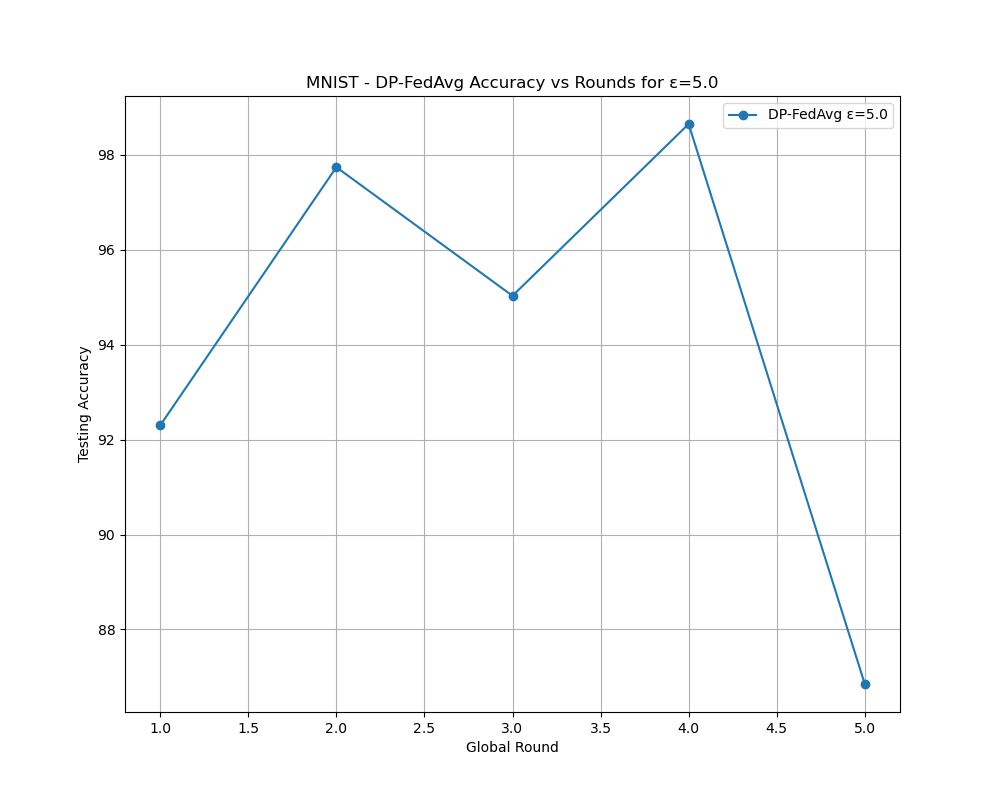 MNIST - DP-FedAvg Accuracy vs Rounds for ε=5.0
DP-FedAvg ε=5.0
98
96
94
92
90
88
Testing Accuracy
1.0 1.5 2.0 2.5 3.0 3.5 4.0 4.5 5.0
Global Round